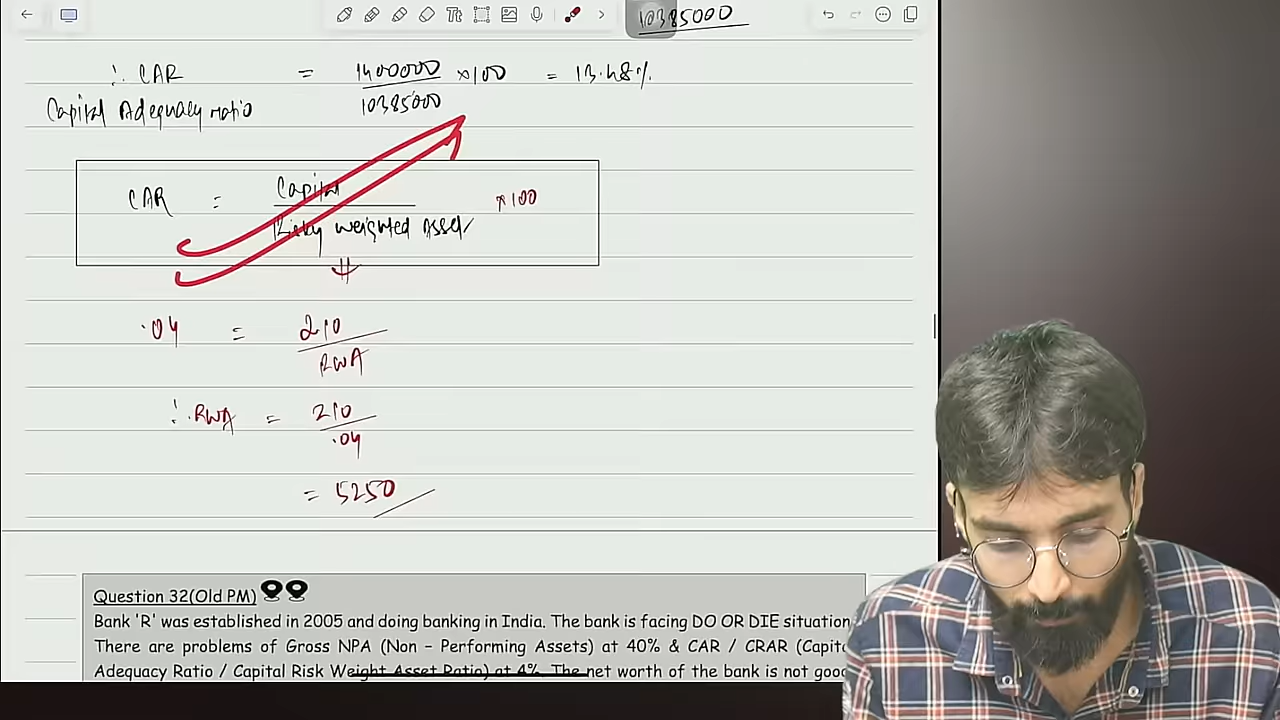 10385000
∴ CAR = 1400000 / 10385000 ×100 = 13.48%
Capital Adequacy ratio
CAR = Capital / Risky weighted Asset ×100
.04 = 210 / RWA
∴ RWA = 210 / .04
= 5250
Question 32(Old PM)
Bank 'R' was established in 2005 and doing banking in India. The bank is facing DO OR DIE situation
There are problems of Gross NPA (Non – Performing Assets) at 40% & CAR / CRAR (Capit
Adequacy Ratio / Capital Risk Weight Asset Ratio) at 4%. The net worth of the bank is not goo